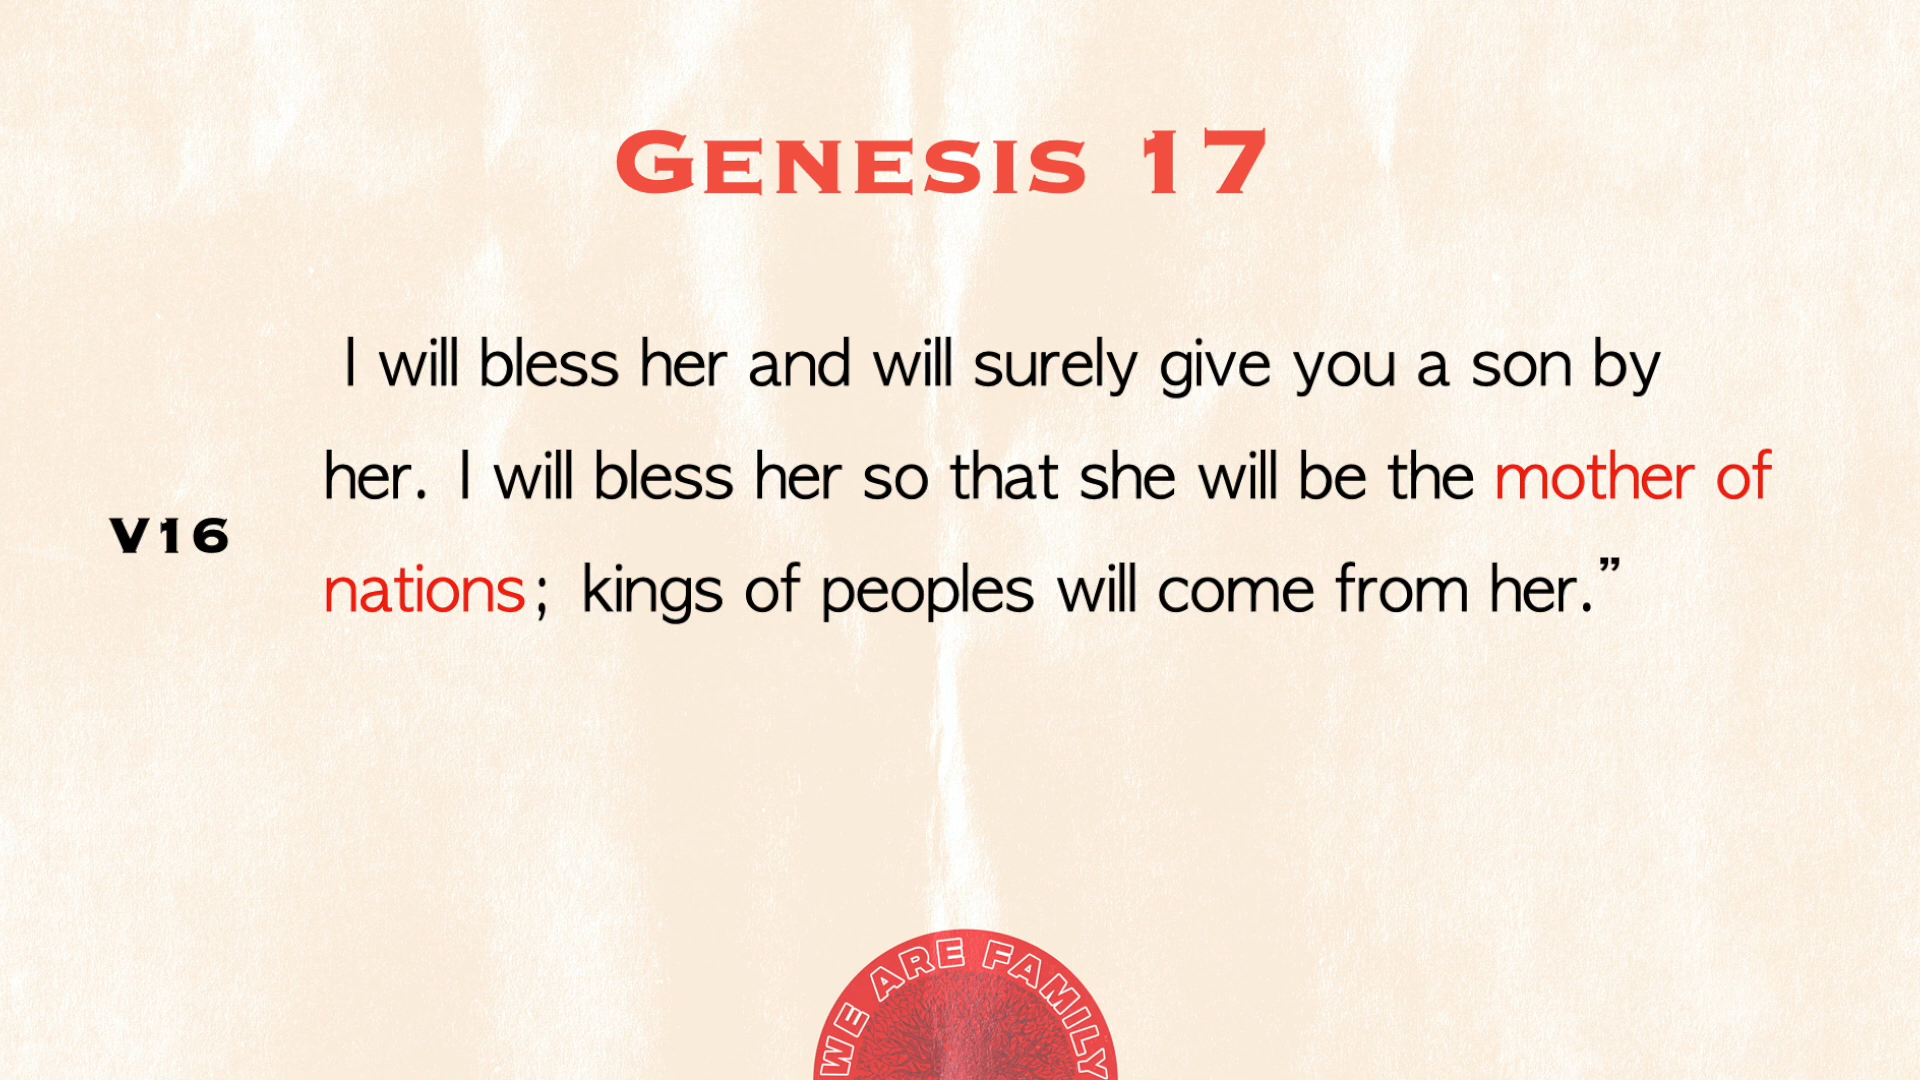 GENESIS 17
I will bless her and will surely give you a son by
her. I will bless her so that she will be the mother of
V16
nations; kings of peoples will come from her.”
WE ARE FAMILY